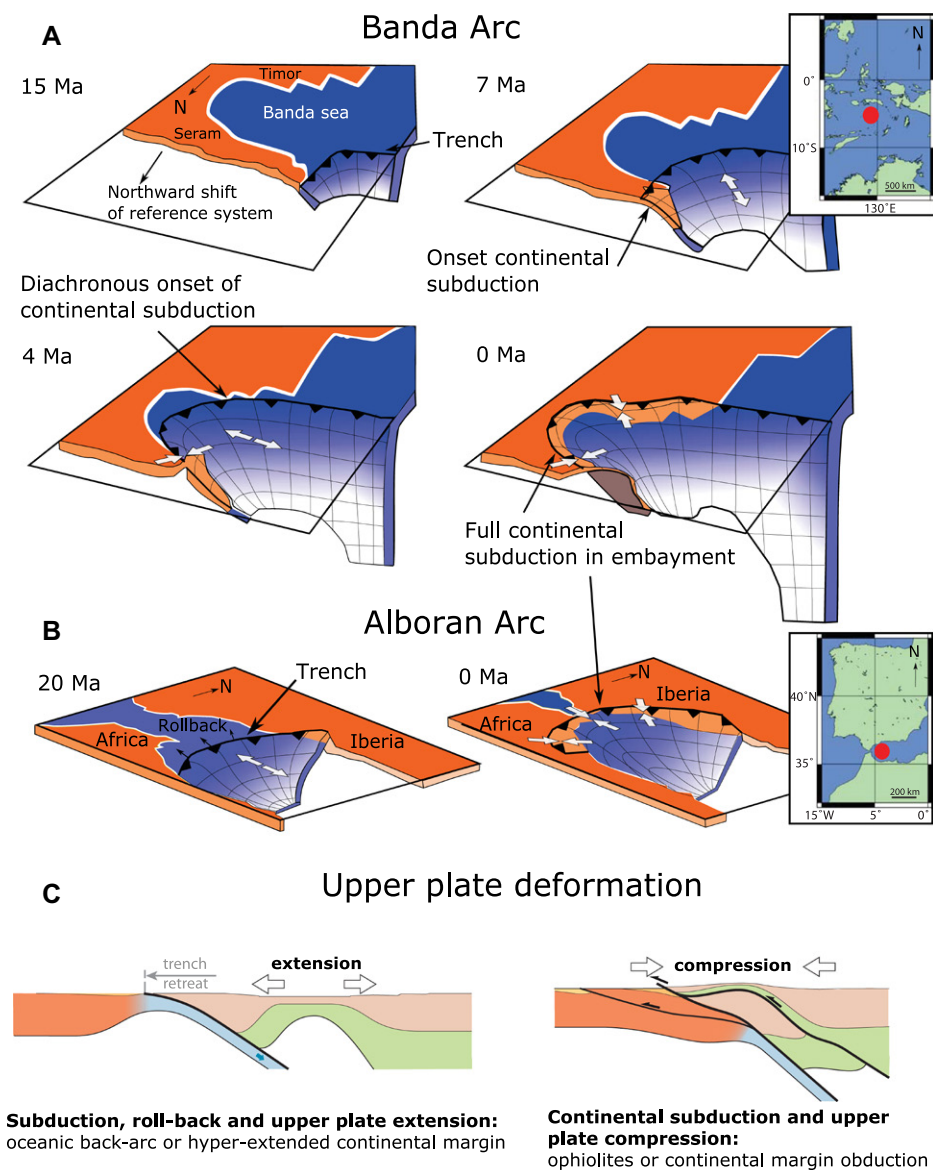 A
Banda Arc
15 Ma
Timor
N
Banda sea
Seram
Trench
Northward shift
of reference system
7 Ma
Onset continental
subduction
N
0°
10°S
500 km
130°E
Diachronous onset of
continental subduction
4 Ma
0 Ma
Full continental
subduction in embayment
B
Alboran Arc
20 Ma
N
Trench
Rollback
Africa
Iberia
0 Ma
N
Iberia
Africa
N
40°N
35°
200 km
15°W
5°
0°
C
Upper plate deformation
trench
retreat
extension
compression
Subduction, roll-back and upper plate extension:
oceanic back-arc or hyper-extended continental margin
Continental subduction and upper
plate compression:
ophiolites or continental margin obduction